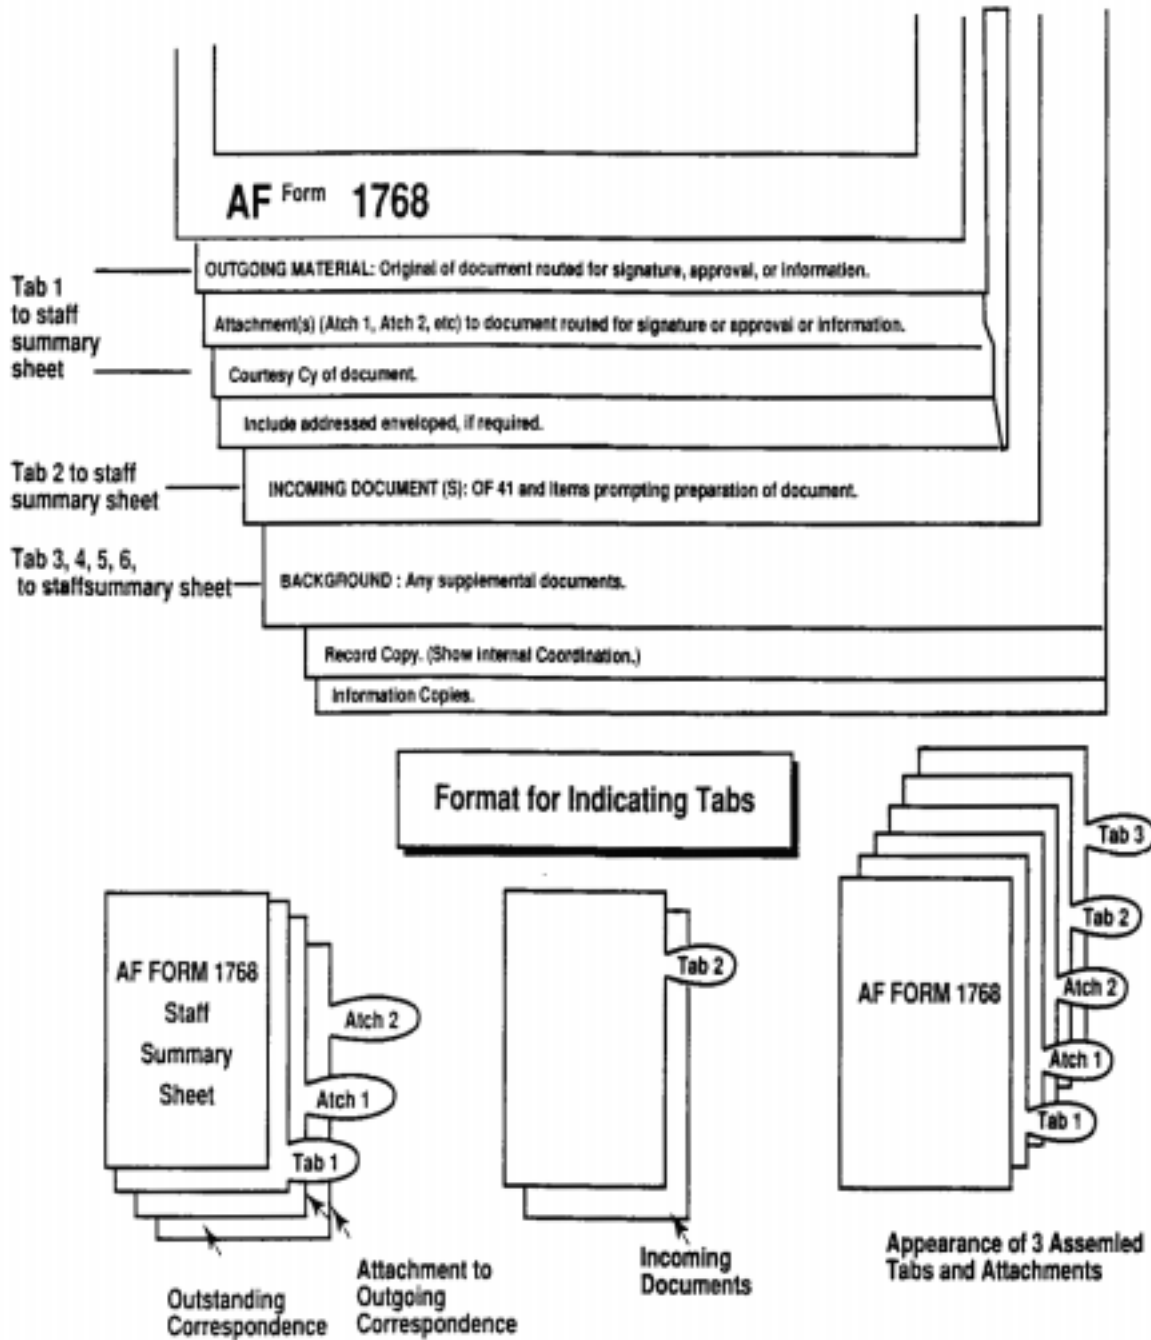 AF Form 1768
OUTGOING MATERIAL: Original of document routed for signature, approval, or information.
Tab 1
to staff
summary
sheet
Attachment(s) (Atch 1, Atch 2, etc) to document routed for signature or approval or information.
Courtesy Cy of document.
Include addressed enveloped, if required.
Tab 2 to staff
summary sheet
INCOMING DOCUMENT (S): OF 41 and items prompting preparation of document.
Tab 3, 4, 5, 6,
to staffsummary sheet
BACKGROUND : Any supplemental documents.
Record Copy. (Show internal Coordination.)
Information Copies.
Format for Indicating Tabs
AF FORM 1768
Staff
Summary
Sheet
Atch 2
Atch 1
Tab 1
Outstanding
Correspondence
Attachment to
Outgoing
Correspondence
Tab 2
Incoming
Documents
AF FORM 1768
Tab 3
Tab 2
Atch 2
Atch 1
Tab 1
Appearance of 3 Assemled
Tabs and Attachments